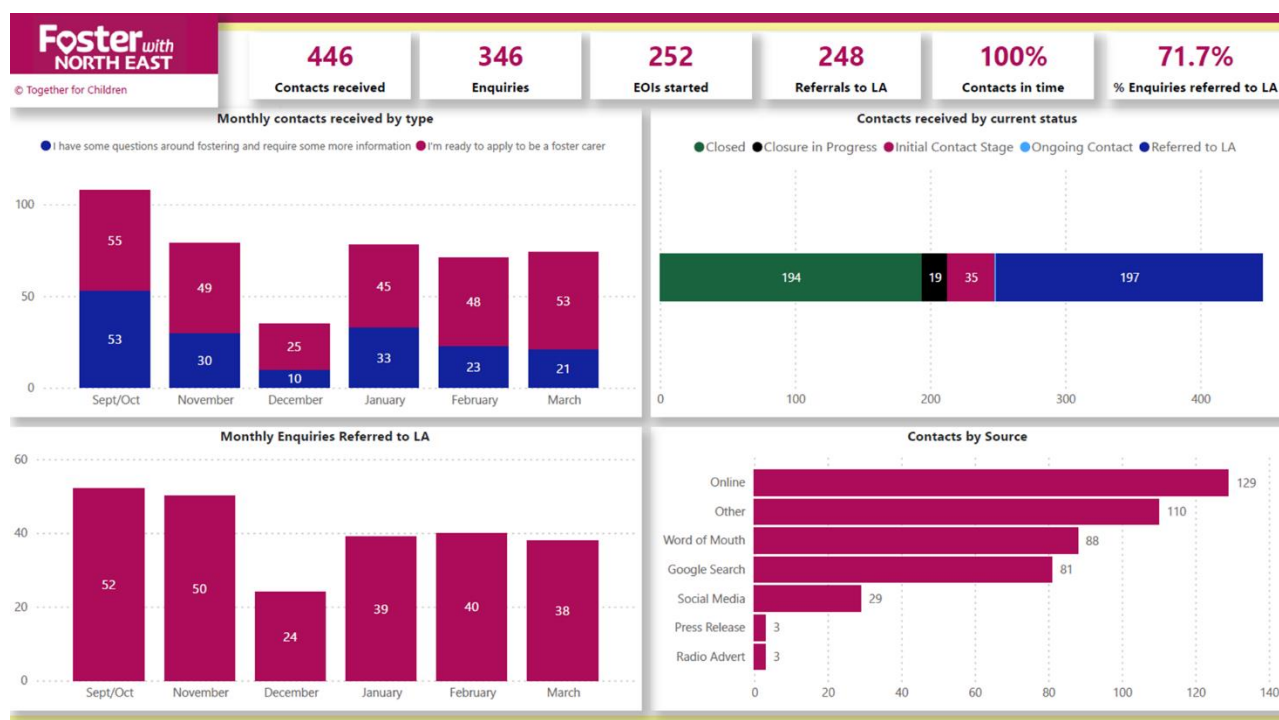 Foster with
NORTH EAST
© Together for Children
446
Contacts received
346
Enquiries
252
EOIs started
248
Referrals to LA
100%
Contacts in time
71.7%
% Enquiries referred to LA
Monthly contacts received by type
I have some questions around fostering and require some more information I'm ready to apply to be a foster carer
100
50
0
55
53
49
30
25
10
45
33
48
23
53
21
Sept/Oct November December January February March
Contacts received by current status
Closed Closure in Progress Initial Contact Stage Ongoing Contact Referred to LA
194 19 35 197
0 100 200 300 400
Monthly Enquiries Referred to LA
60
40
20
0
52 50 24 39 40 38
Sept/Oct November December January February March
Contacts by Source
Online 129
Other 110
Word of Mouth 88
Google Search 81
Social Media 29
Press Release 3
Radio Advert 3
0 20 40 60 80 100 120 140